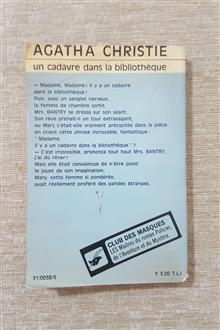 AGATHA CHRISTIE
un cadavre dans la bibliothèque
— Madame, Madame ! il y a un cadavre
dans la bibliothèque !
Puis, avec un sanglot nerveux,
la femme de chambre sortit.
Mrs. BANTRY se dressa sur son séant.
Son rêve prenait-il un tour extravagant,
ou Mary s'était-elle vraiment précipitée dans la pièce
en criant cette phrase incroyable, fantastique :
"Madame,
il y a un cadavre dans la bibliothèque" ?
— C'est impossible, prononça tout haut Mrs. BANTRY,
j'ai dû rêver !
Mais elle était convaincue de n'être point
le jouet de son imagination.
Mary, cette femme si pondérée,
avait réellement proféré des paroles étranges.
CLUB DES MASQUES
LES Maîtres du roman Policier,
de l'Aventure et du Mystère.
31/0038/5
F 3,00 T.L.I.